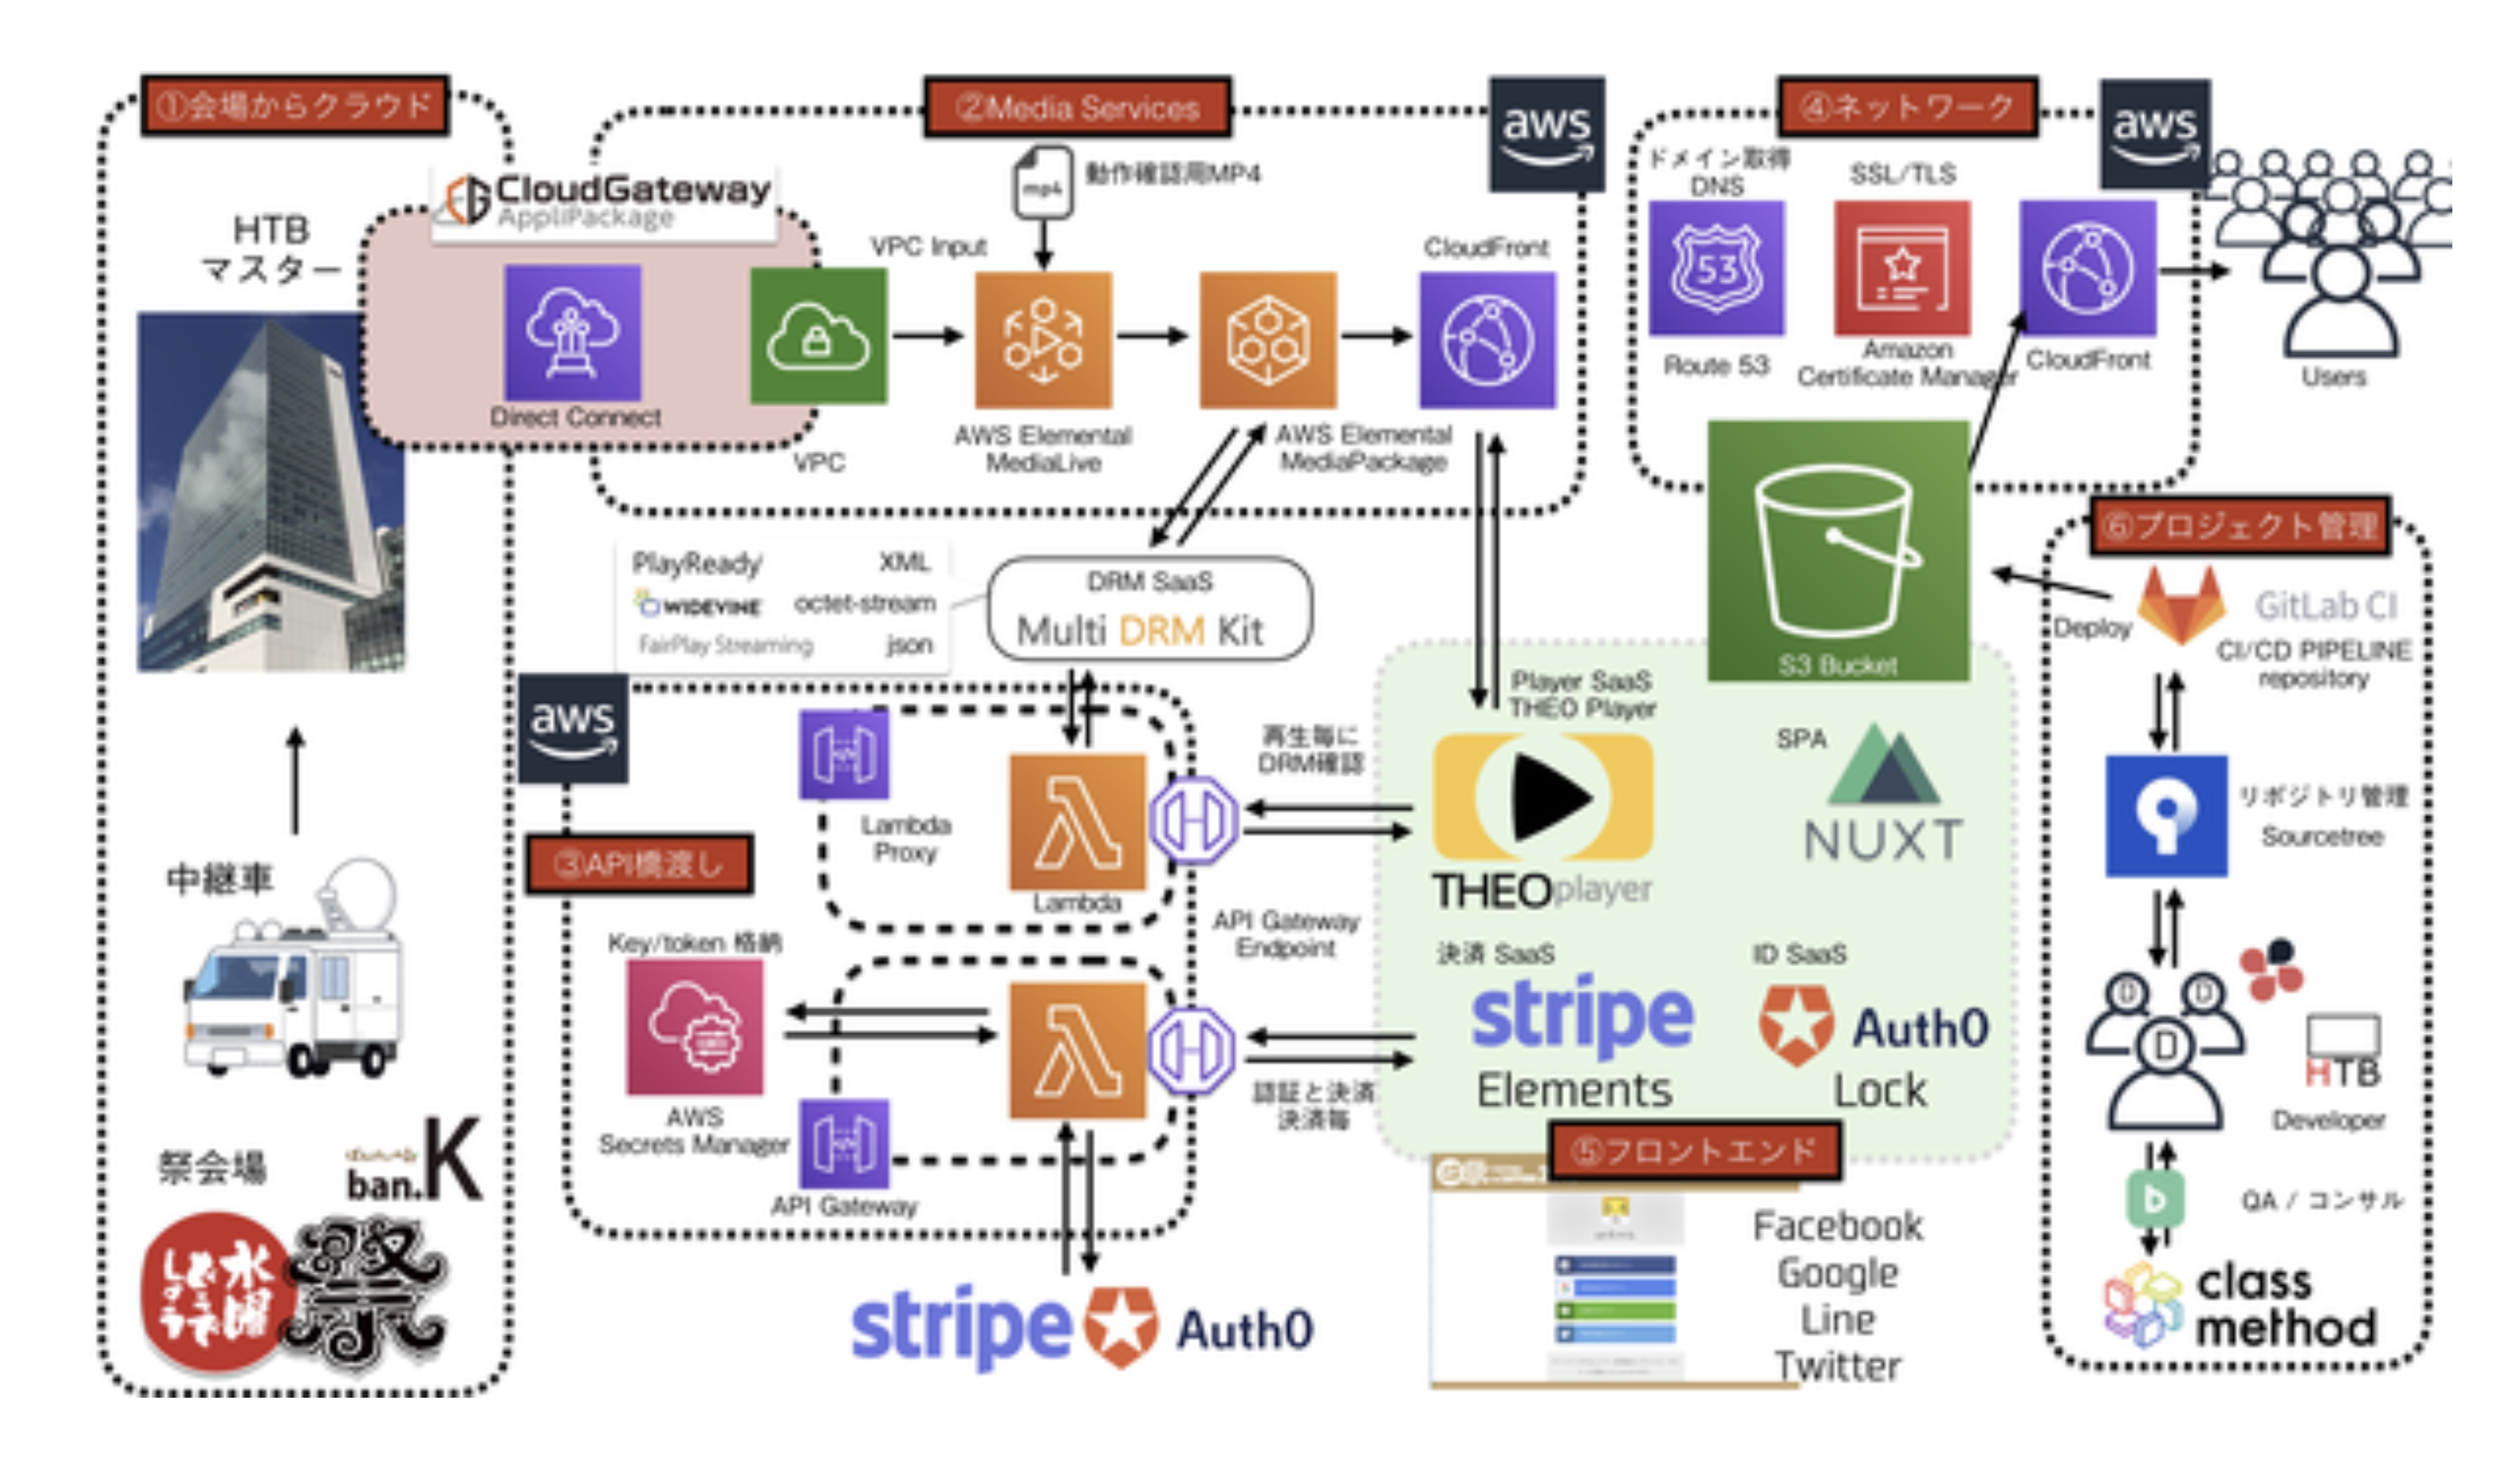 ①会場からクラウド
HTB
マスター
中継車
祭会場
ban.K
水曜
どうで
しょう
祭
CloudGateway
AppliPackage
Direct Connect
VPC
②Media Services
aws
mp4
動作確認用MP4
VPC Input
AWS Elemental
MediaLive
AWS Elemental
MediaPackage
CloudFront
PlayReady
XML
WIDEVINE
octet-stream
FairPlay Streaming
json
DRM SaaS
Multi DRM Kit
aws
③API橋渡し
Lambda
Proxy
Lambda
Key/token 格納
AWS
Secrets Manager
API Gateway
API Gateway
Endpoint
再生毎に
DRM確認
認証と決済
決済毎
stripe
Auth0
④ネットワーク
aws
ドメイン取得
DNS
53
Route 53
SSL/TLS
Amazon
Certificate Manager
CloudFront
Users
S3 Bucket
Player SaaS
THEO Player
THEOplayer
SPA
NUXT
決済 SaaS
stripe
Elements
ID SaaS
Auth0
Lock
⑤フロントエンド
Facebook
Google
Line
Twitter
⑥プロジェクト管理
Deploy
GitLab CI
CI/CD PIPELINE
repository
リポジトリ管理
Sourcetree
D
D
D
HTB
Developer
b
QA / コンサル
class
method